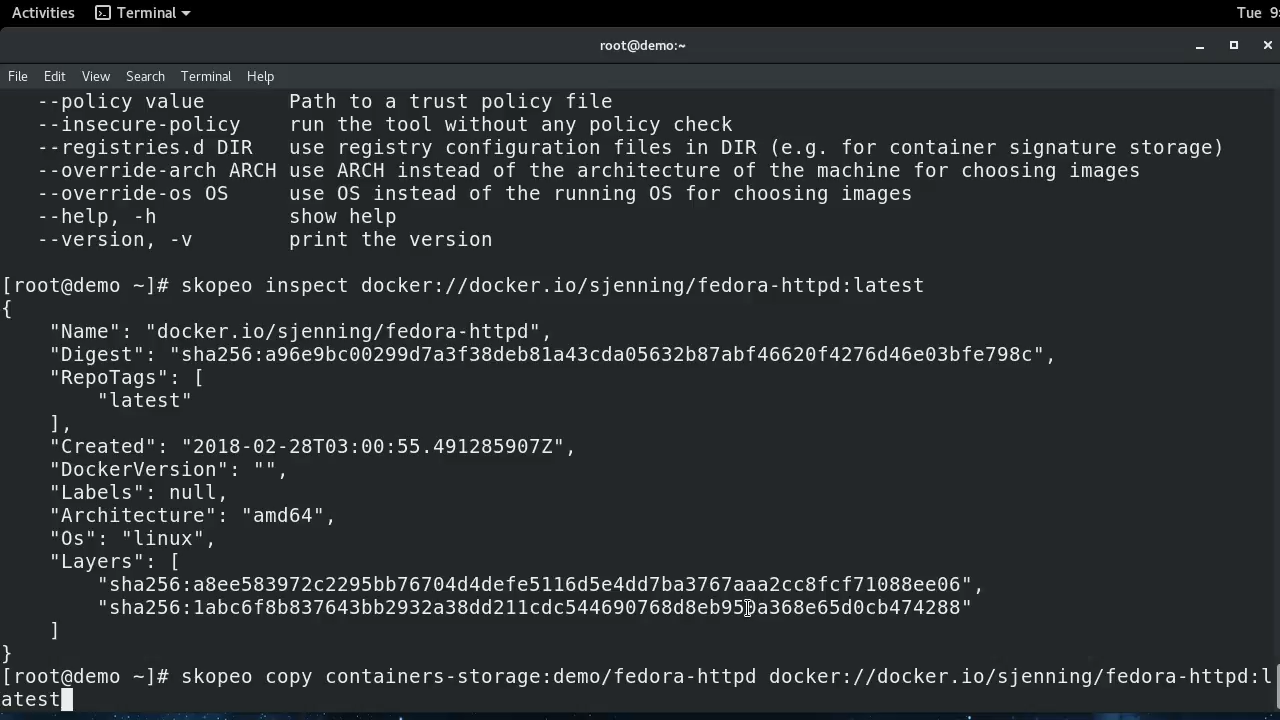 Activities Terminal Tue 9:
root@demo:~
File Edit View Search Terminal Help
--policy value Path to a trust policy file
--insecure-policy run the tool without any policy check
--registries.d DIR use registry configuration files in DIR (e.g. for container signature storage)
--override-arch ARCH use ARCH instead of the architecture of the machine for choosing images
--override-os OS use OS instead of the running OS for choosing images
--help, -h show help
--version, -v print the version
[root@demo ~]# skopeo inspect docker://docker.io/sjenning/fedora-httpd:latest
{
"Name": "docker.io/sjenning/fedora-httpd",
"Digest": "sha256:a96e9bc00299d7a3f38deb81a43cda05632b87abf46620f4276d46e03bfe798c",
"RepoTags": [
"latest"
],
"Created": "2018-02-28T03:00:55.491285907Z",
"DockerVersion": "",
"Labels": null,
"Architecture": "amd64",
"Os": "linux",
"Layers": [
"sha256:a8ee583972c2295bb76704d4defe5116d5e4dd7ba3767aaa2cc8fcf71088ee06",
]
}
[root@demo ~]# skopeo copy containers-storage:demo/fedora-httpd docker://docker.io/sjenning/fedora-httpd:l
atest